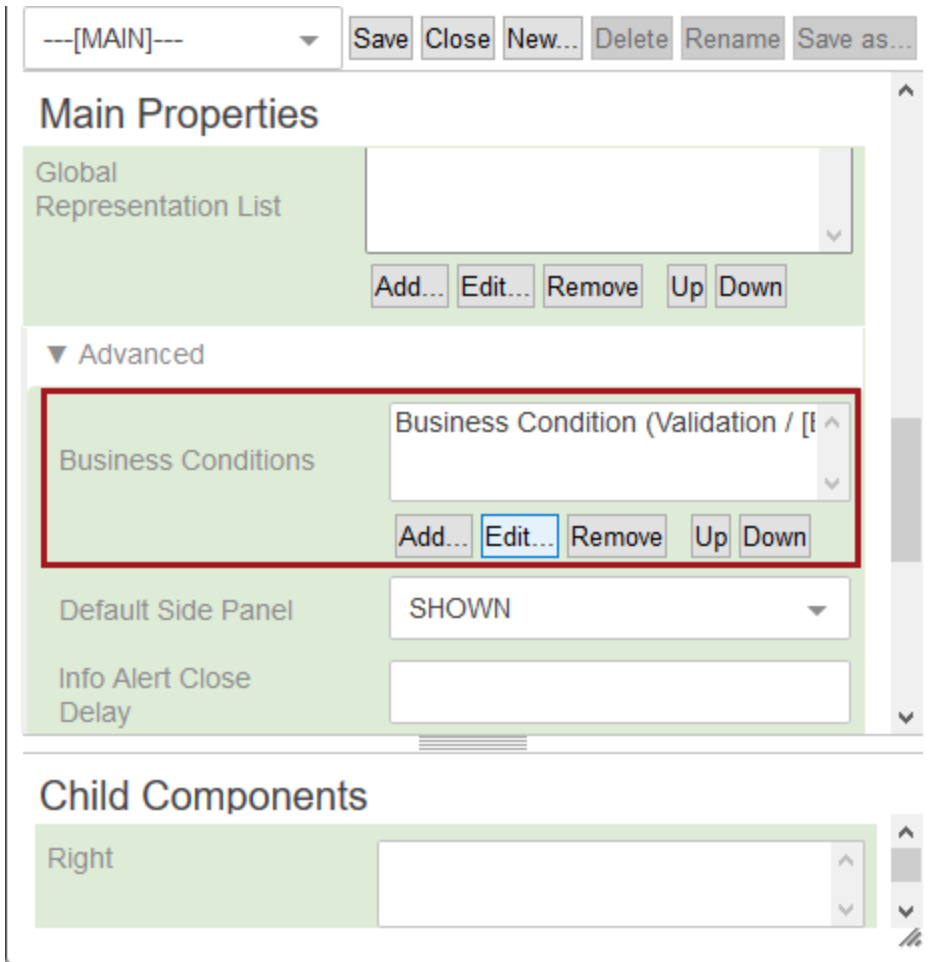 ---[MAIN]--- Save Close New... Delete Rename Save as...
Main Properties
Global
Representation List
Add... Edit... Remove Up Down
▼ Advanced
Business Condition (Validation / [
Business Conditions
Add... Edit... Remove Up Down
Default Side Panel SHOWN
Info Alert Close
Delay
Child Components
Right